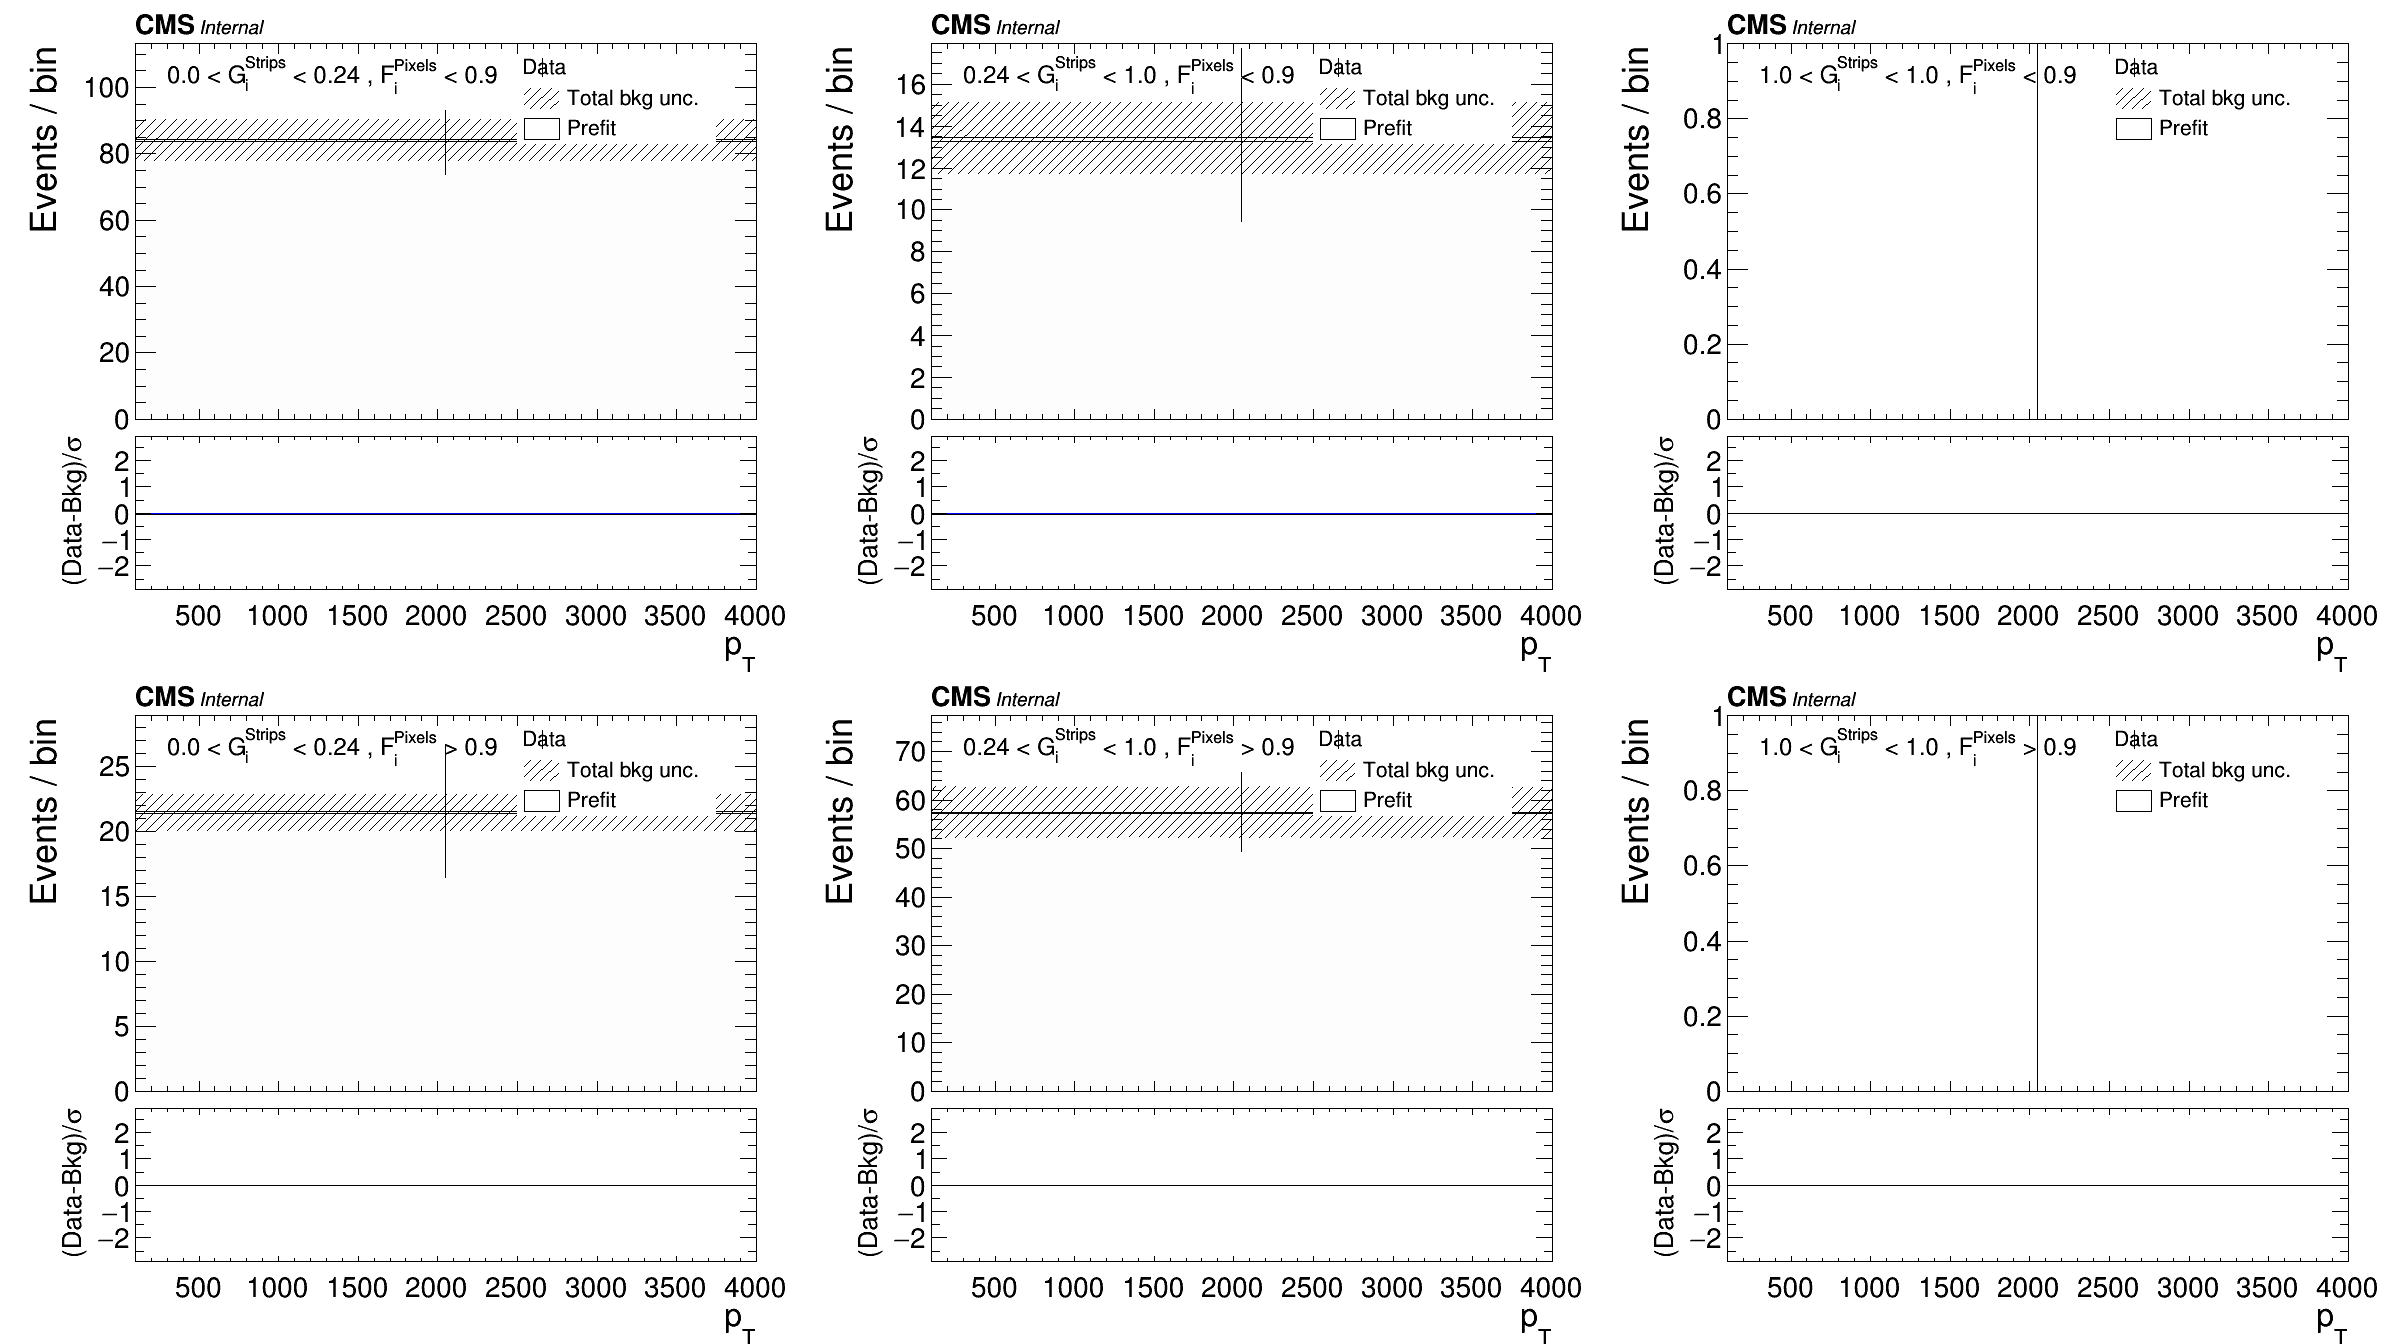 CMS Internal
Events / bin
0.0 < G_i^Strips < 0.24 , F_i^Pixels < 0.9
Data
Total bkg unc.
Prefit
100
80
60
40
20
0
(Data-Bkg)/σ
2
1
0
−1
−2
500 1000 1500 2000 2500 3000 3500 4000
p_T
CMS Internal
Events / bin
0.24 < G_i^Strips < 1.0 , F_i^Pixels < 0.9
Data
Total bkg unc.
Prefit
16
14
12
10
8
6
4
2
0
(Data-Bkg)/σ
2
1
0
−1
−2
500 1000 1500 2000 2500 3000 3500 4000
p_T
CMS Internal
Events / bin
1.0 < G_i^Strips < 1.0 , F_i^Pixels < 0.9
Data
Total bkg unc.
Prefit
1
0.8
0.6
0.4
0.2
0
(Data-Bkg)/σ
2
1
0
−1
−2
500 1000 1500 2000 2500 3000 3500 4000
p_T
CMS Internal
Events / bin
0.0 < G_i^Strips < 0.24 , F_i^Pixels > 0.9
Data
Total bkg unc.
Prefit
25
20
15
10
5
0
(Data-Bkg)/σ
2
1
0
−1
−2
500 1000 1500 2000 2500 3000 3500 4000
p_T
CMS Internal
Events / bin
0.24 < G_i^Strips < 1.0 , F_i^Pixels > 0.9
Data
Total bkg unc.
Prefit
70
60
50
40
30
20
10
0
(Data-Bkg)/σ
2
1
0
−1
−2
500 1000 1500 2000 2500 3000 3500 4000
p_T
CMS Internal
Events / bin
1.0 < G_i^Strips < 1.0 , F_i^Pixels > 0.9
Data
Total bkg unc.
Prefit
1
0.8
0.6
0.4
0.2
0
(Data-Bkg)/σ
2
1
0
−1
−2
500 1000 1500 2000 2500 3000 3500 4000
p_T